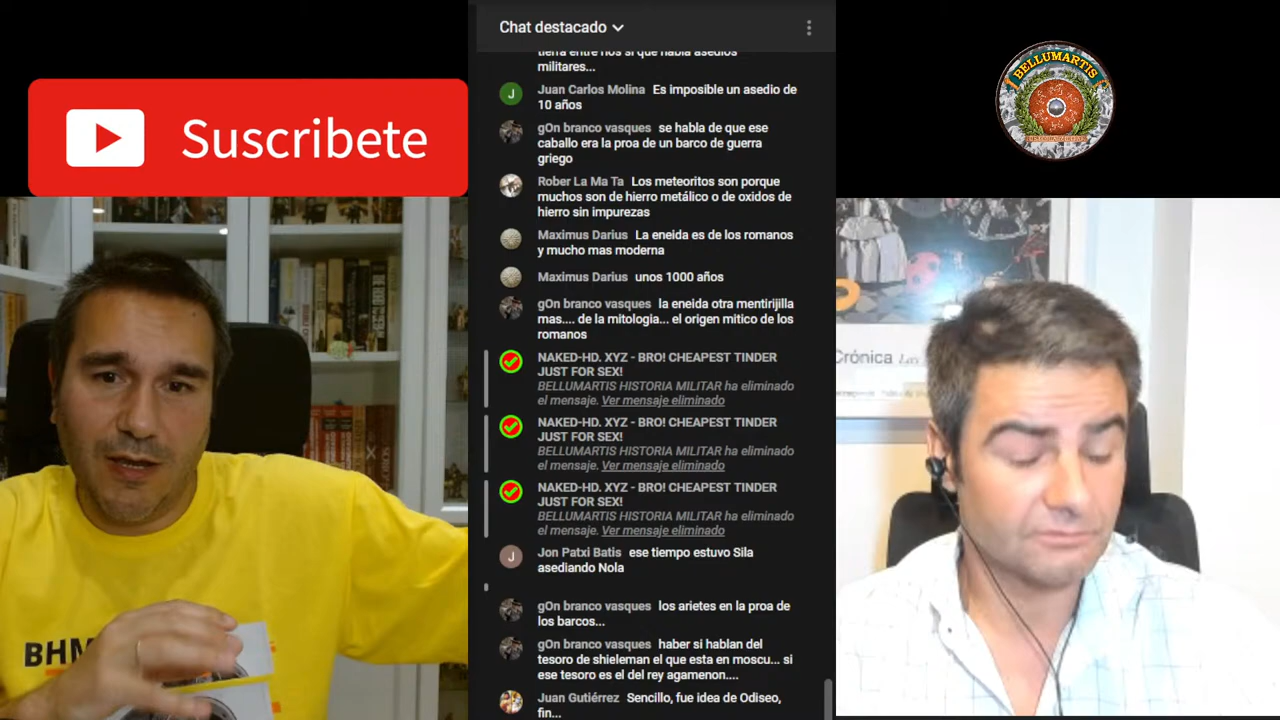 Suscribete
Chat destacado
tierra entre nos si que habia asedios
militares...
J
Juan Carlos Molina Es imposible un asedio de
10 años
gOn branco vasques se habla de que ese
caballo era la proa de un barco de guerra
griego
Rober La Ma Ta Los meteoritos son porque
muchos son de hierro metálico o de oxidos de
hierro sin impurezas
Maximus Darius La eneida es de los romanos
y mucho mas moderna
Maximus Darius unos 1000 años
gOn branco vasques la eneida otra mentirijilla
mas.... de la mitologia... el origen mitico de los
romanos
NAKED-HD. XYZ - BRO! CHEAPEST TINDER
JUST FOR SEX!
BELLUMARTIS HISTORIA MILITAR ha eliminado
el mensaje. Ver mensaje eliminado
NAKED-HD. XYZ - BRO! CHEAPEST TINDER
JUST FOR SEX!
BELLUMARTIS HISTORIA MILITAR ha eliminado
el mensaje. Ver mensaje eliminado
NAKED-HD. XYZ - BRO! CHEAPEST TINDER
JUST FOR SEX!
BELLUMARTIS HISTORIA MILITAR ha eliminado
el mensaje. Ver mensaje eliminado
J
Jon Patxi Batis ese tiempo estuvo Sila
asediando Nola
gOn branco vasques los arietes en la proa de
los barcos...
gOn branco vasques haber si hablan del
tesoro de shieleman el que esta en moscu... si
ese tesoro es el del rey agamenon....
Juan Gutiérrez Sencillo, fue idea de Odiseo,
fin...
BELLUMARTIS
Crónica
BHM